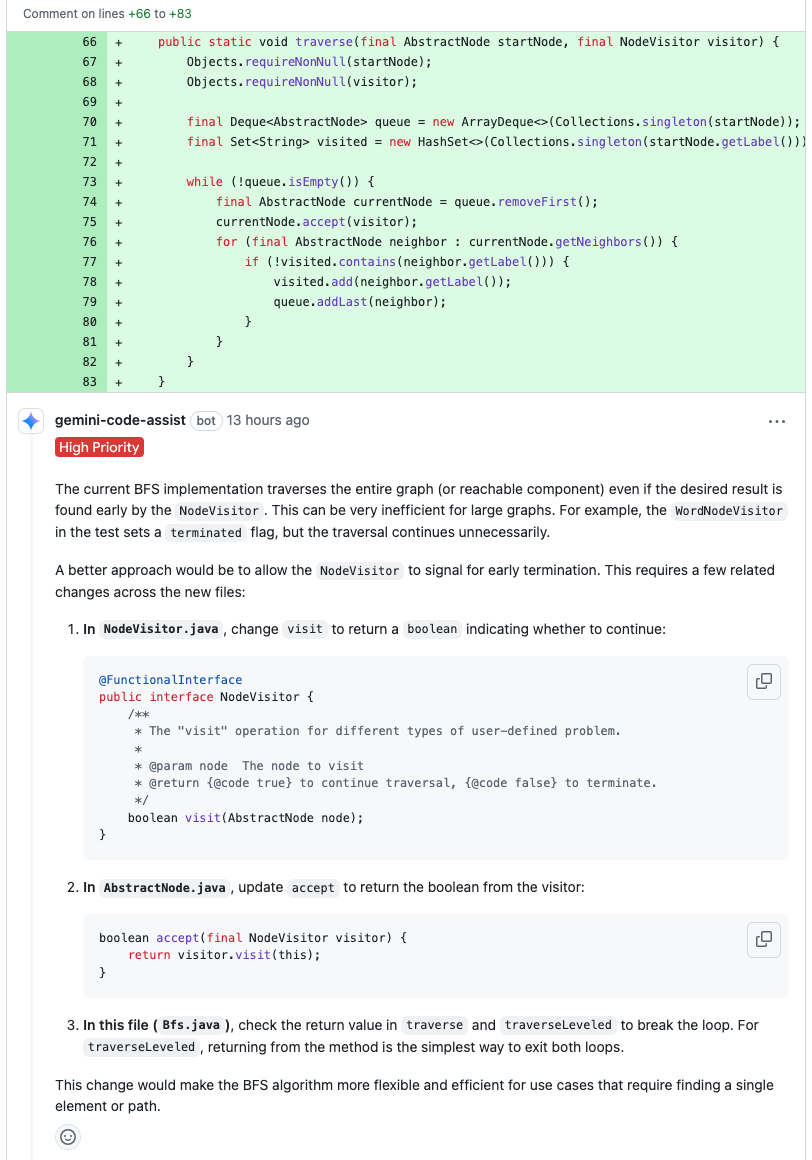 Comment on lines +66 to +83
66 + public static void traverse(final AbstractNode startNode, final NodeVisitor visitor) {
67 + Objects.requireNonNull(startNode);
68 + Objects.requireNonNull(visitor);
69 +
70 + final Deque<AbstractNode> queue = new ArrayDeque<>(Collections.singleton(startNode));
71 + final Set<String> visited = new HashSet<>(Collections.singleton(startNode.getLabel()))
72 +
73 + while (!queue.isEmpty()) {
74 + final AbstractNode currentNode = queue.removeFirst();
75 + currentNode.accept(visitor);
76 + for (final AbstractNode neighbor : currentNode.getNeighbors()) {
77 + if (!visited.contains(neighbor.getLabel())) {
78 + visited.add(neighbor.getLabel());
79 + queue.addLast(neighbor);
80 + }
81 + }
82 + }
83 + }
gemini-code-assist bot 13 hours ago
High Priority
The current BFS implementation traverses the entire graph (or reachable component) even if the desired result is
found early by the NodeVisitor. This can be very inefficient for large graphs. For example, the WordNodeVisitor
in the test sets a terminated flag, but the traversal continues unnecessarily.
A better approach would be to allow the NodeVisitor to signal for early termination. This requires a few related
changes across the new files:
1. In NodeVisitor.java, change visit to return a boolean indicating whether to continue:
@FunctionalInterface
public interface NodeVisitor {
/**
* The "visit" operation for different types of user-defined problem.
*
* @param node The node to visit
* @return {@code true} to continue traversal, {@code false} to terminate.
*/
boolean visit(AbstractNode node);
}
2. In AbstractNode.java, update accept to return the boolean from the visitor:
boolean accept(final NodeVisitor visitor) {
return visitor.visit(this);
}
3. In this file (Bfs.java), check the return value in traverse and traverseLeveled to break the loop. For
traverseLeveled, returning from the method is the simplest way to exit both loops.
This change would make the BFS algorithm more flexible and efficient for use cases that require finding a single
element or path.